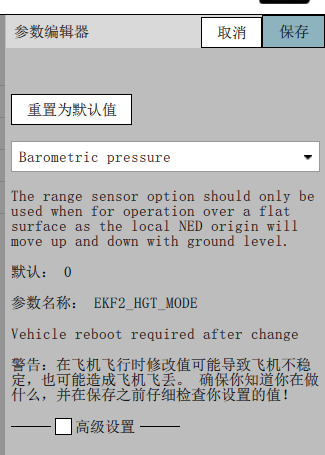 参数编辑器
取消
保存
重置为默认值
Barometric pressure
The range sensor option should only be
used when for operation over a flat
surface as the local NED origin will
move up and down with ground level.
默认： 0
参数名称： EKF2_HGT_MODE
Vehicle reboot required after change
警告：在飞机飞行时修改值可能导致飞机不稳
定，也可能造成飞机飞丢。 确保你知道你在做
什么，并在保存之前仔细检查你设置的值！
高级设置